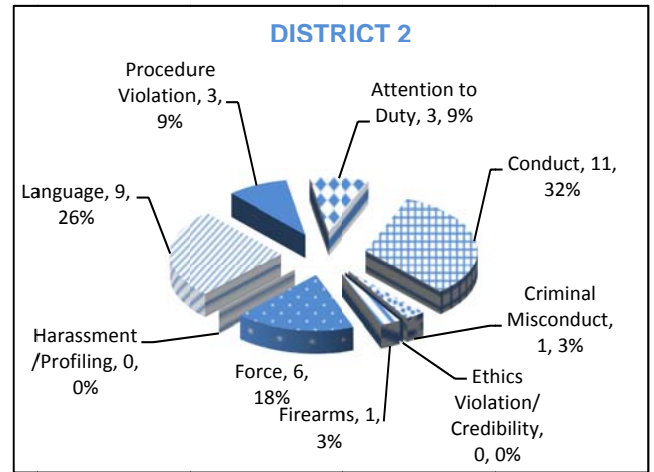 DISTRICT 2
Procedure
Violation, 3,
9%
Attention to
Duty, 3, 9%
Conduct, 11,
32%
Language, 9,
26%
Criminal
Misconduct,
1, 3%
Harassment
/Profiling, 0,
0%
Force, 6,
18%
Firearms, 1,
3%
Ethics
Violation/
Credibility,
0, 0%